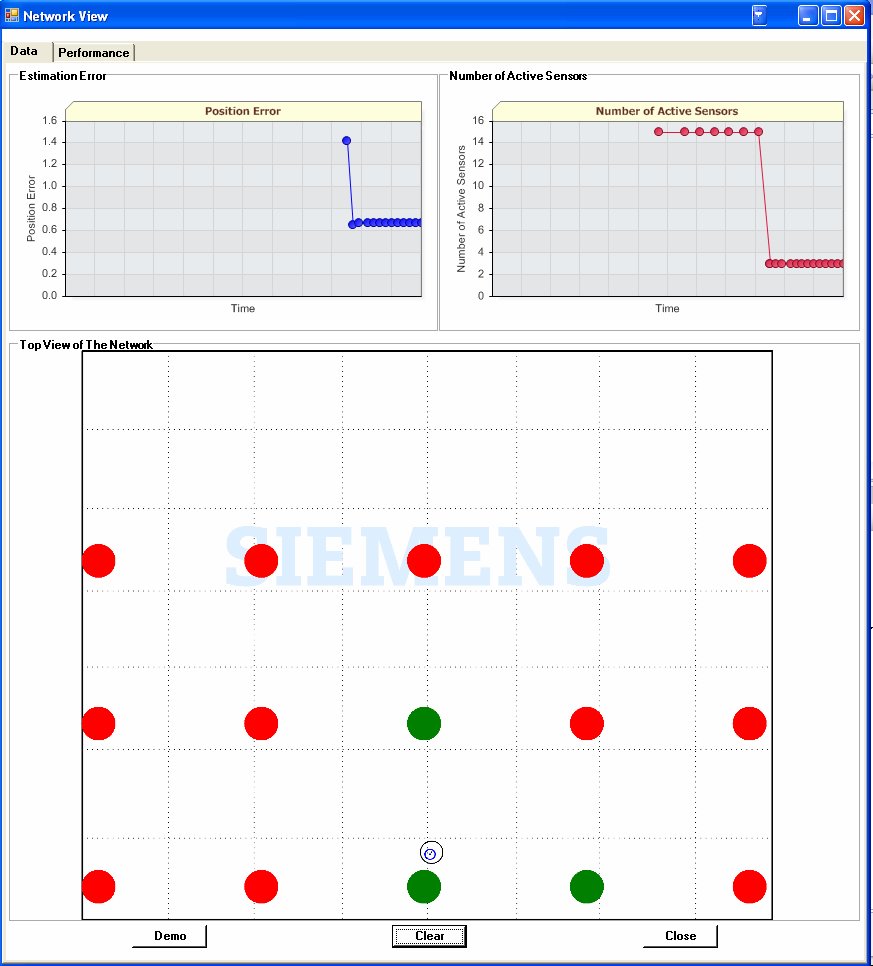 Network View
Data
Performance
Estimation Error
Position Error
1.6
1.4
1.2
1.0
0.8
0.6
0.4
0.2
0.0
Position Error
Time
Number of Active Sensors
Number of Active Sensors
16
14
12
10
8
6
4
2
0
Number of Active Sensors
Time
Top View of The Network
SIEMENS
Demo
Clear
Close